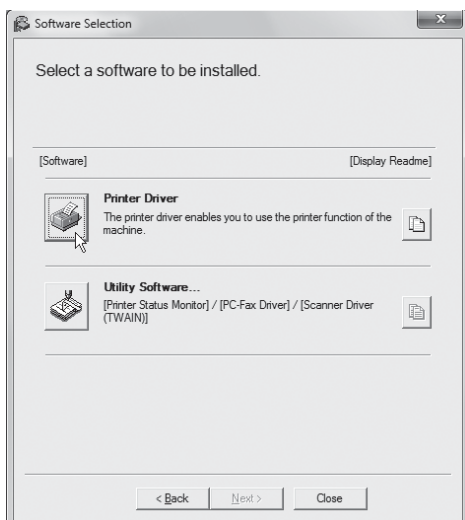 Software Selection
x
Select a software to be installed.
[Software] [Display Readme]
Printer Driver
The printer driver enables you to use the printer function of the
machine.
Utility Software...
[Printer Status Monitor] / [PC-Fax Driver] / [Scanner Driver
(TWAIN)]
< Back Next > Close